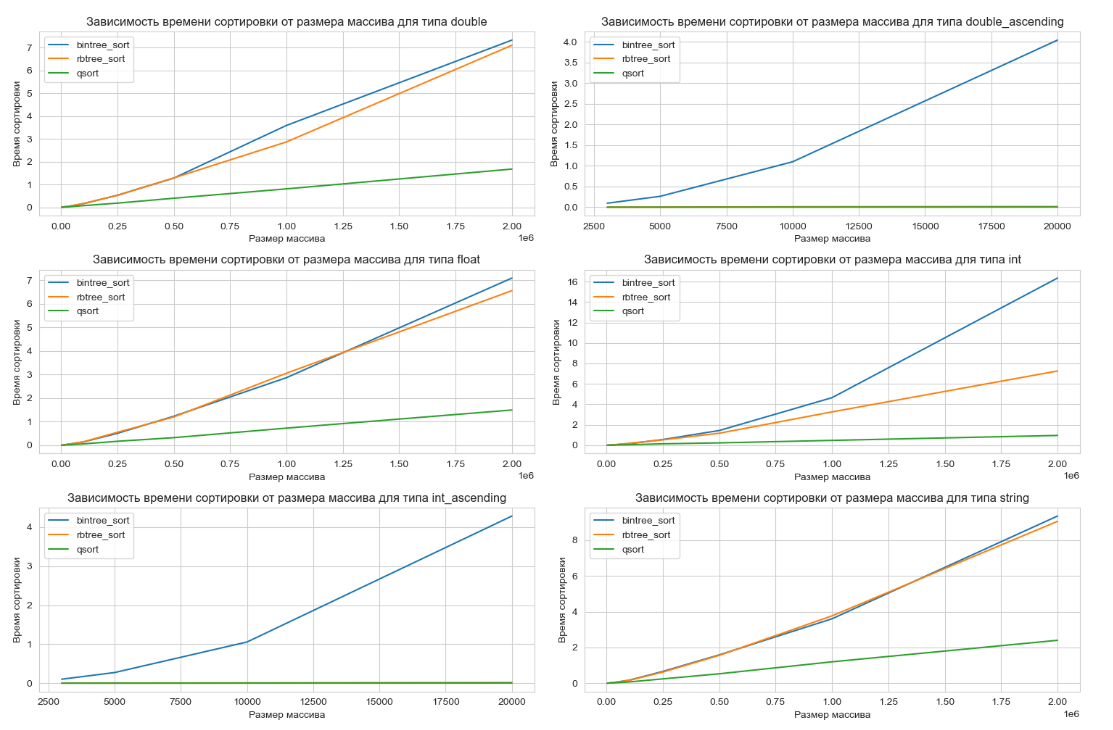 Зависимость времени сортировки от размера массива для типа double
bintree_sort
rbtree_sort
qsort
Время сортировки
7
6
5
4
3
2
1
0
0.00 0.25 0.50 0.75 1.00 1.25 1.50 1.75 2.00
Размер массива
1e6
Зависимость времени сортировки от размера массива для типа double_ascending
bintree_sort
rbtree_sort
qsort
Время сортировки
4.0
3.5
3.0
2.5
2.0
1.5
1.0
0.5
0.0
2500 5000 7500 10000 12500 15000 17500 20000
Размер массива
Зависимость времени сортировки от размера массива для типа float
bintree_sort
rbtree_sort
qsort
Время сортировки
7
6
5
4
3
2
1
0
0.00 0.25 0.50 0.75 1.00 1.25 1.50 1.75 2.00
Размер массива
1e6
Зависимость времени сортировки от размера массива для типа int
bintree_sort
rbtree_sort
qsort
Время сортировки
16
14
12
10
8
6
4
2
0
0.00 0.25 0.50 0.75 1.00 1.25 1.50 1.75 2.00
Размер массива
1e6
Зависимость времени сортировки от размера массива для типа int_ascending
bintree_sort
rbtree_sort
qsort
Время сортировки
4
3
2
1
0
2500 5000 7500 10000 12500 15000 17500 20000
Размер массива
Зависимость времени сортировки от размера массива для типа string
bintree_sort
rbtree_sort
qsort
Время сортировки
8
6
4
2
0
0.00 0.25 0.50 0.75 1.00 1.25 1.50 1.75 2.00
Размер массива
1e6